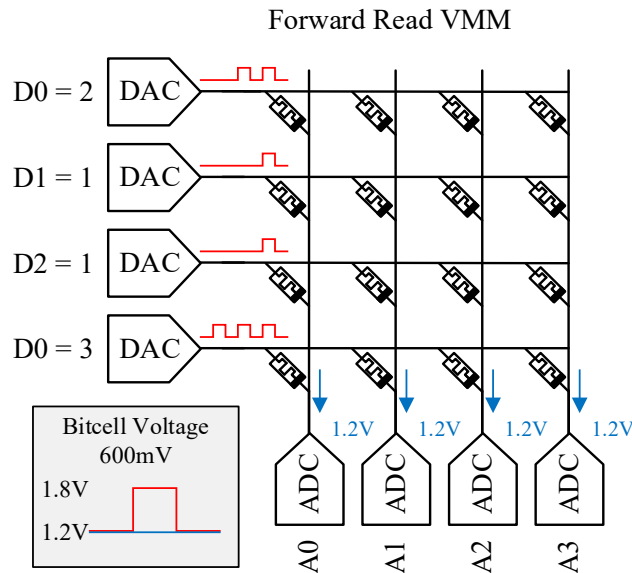 Forward Read VMM
D0 = 2
DAC
D1 = 1
DAC
D2 = 1
DAC
D0 = 3
DAC
1.2V
1.2V
1.2V
1.2V
Bitcell Voltage
600mV
1.8V
1.2V
ADC
ADC
ADC
ADC
A0
A1
A2
A3